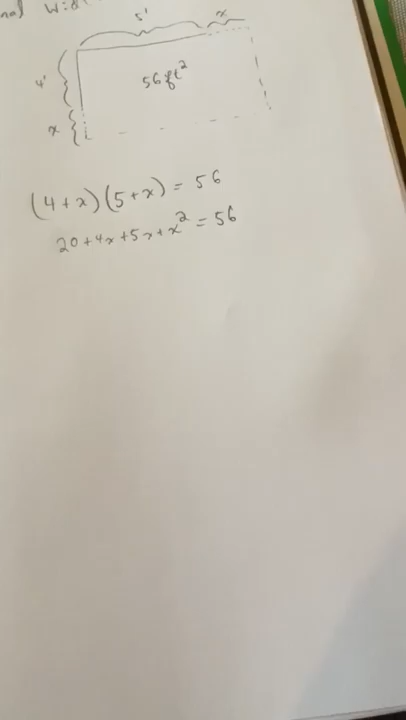 5' x
4'
56ft²
x
(4+x)(5+x) = 56
20+4x+5x+x² = 56